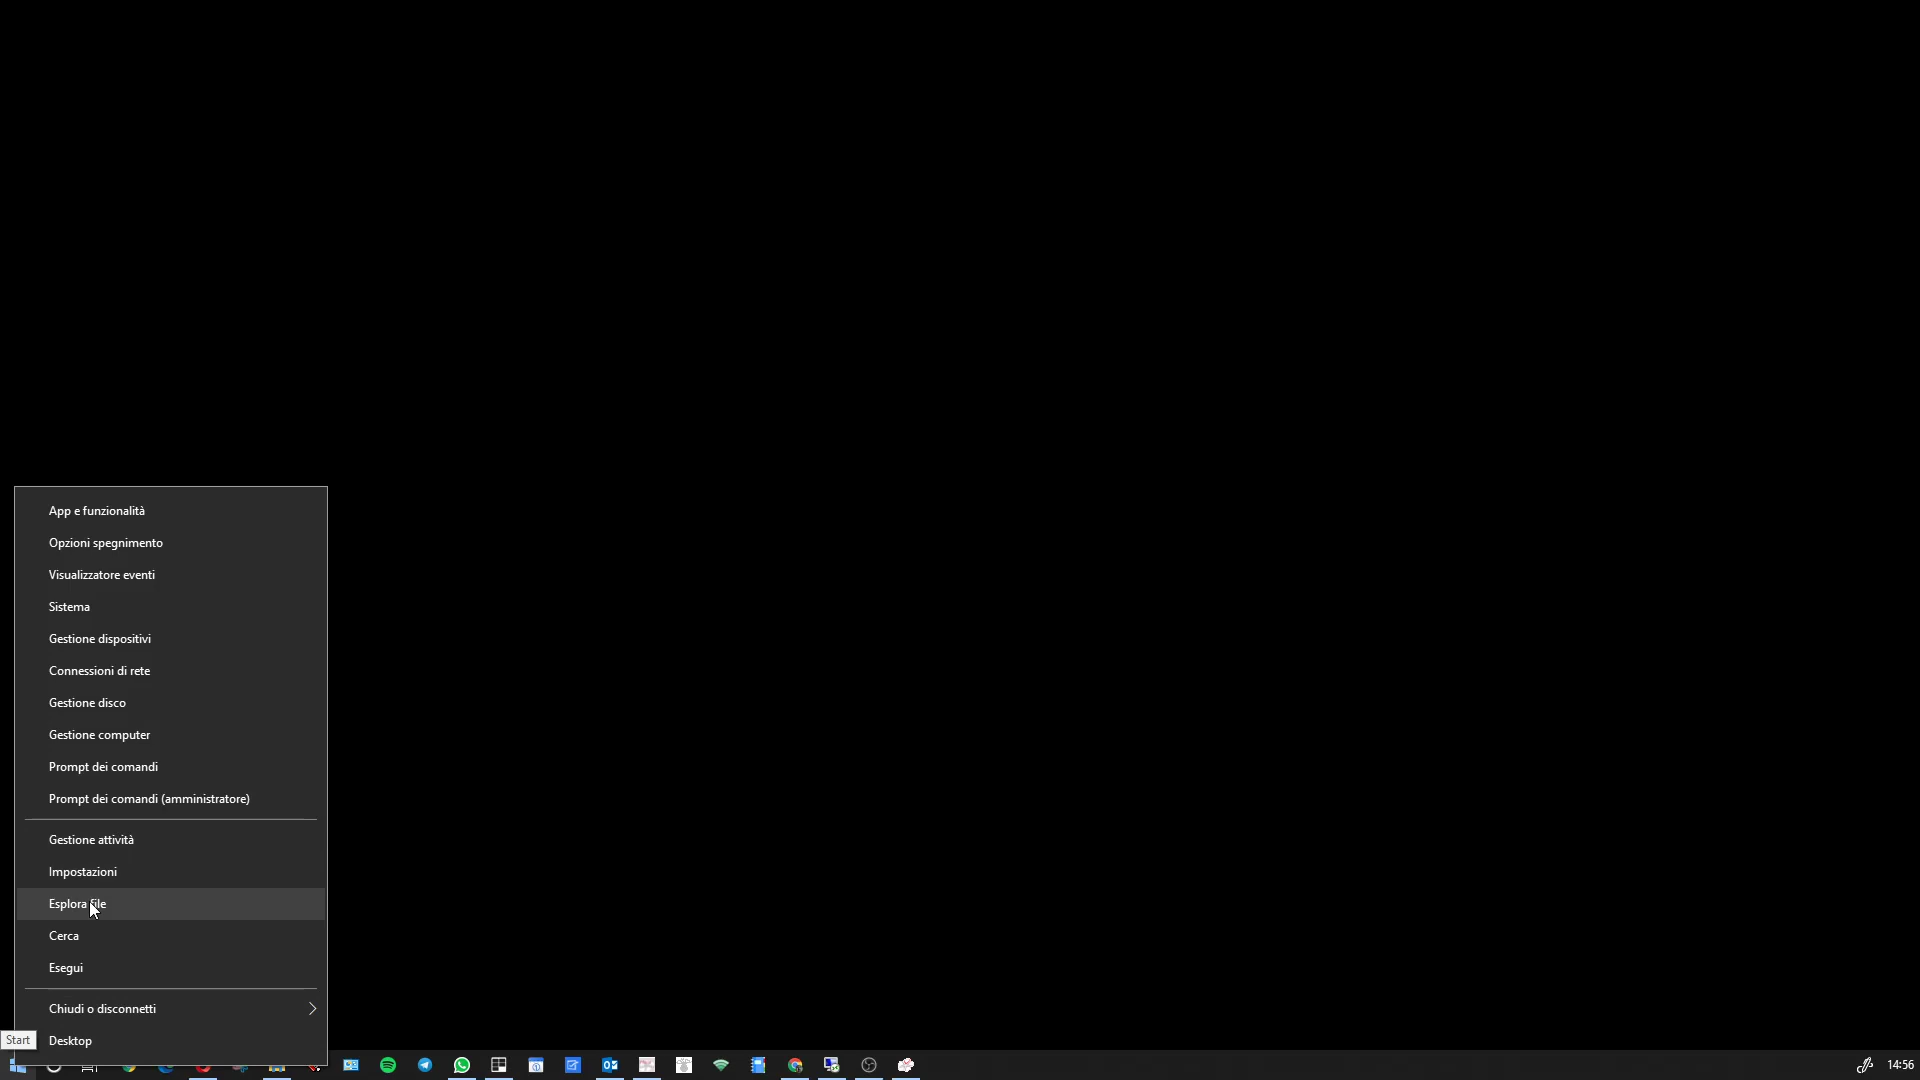 App e funzionalità
Opzioni spegnimento
Visualizzatore eventi
Sistema
Gestione dispositivi
Connessioni di rete
Gestione disco
Gestione computer
Prompt dei comandi
Prompt dei comandi (amministratore)
Gestione attività
Impostazioni
Esplora file
Cerca
Esegui
Chiudi o disconnetti
Start
Desktop
14:56